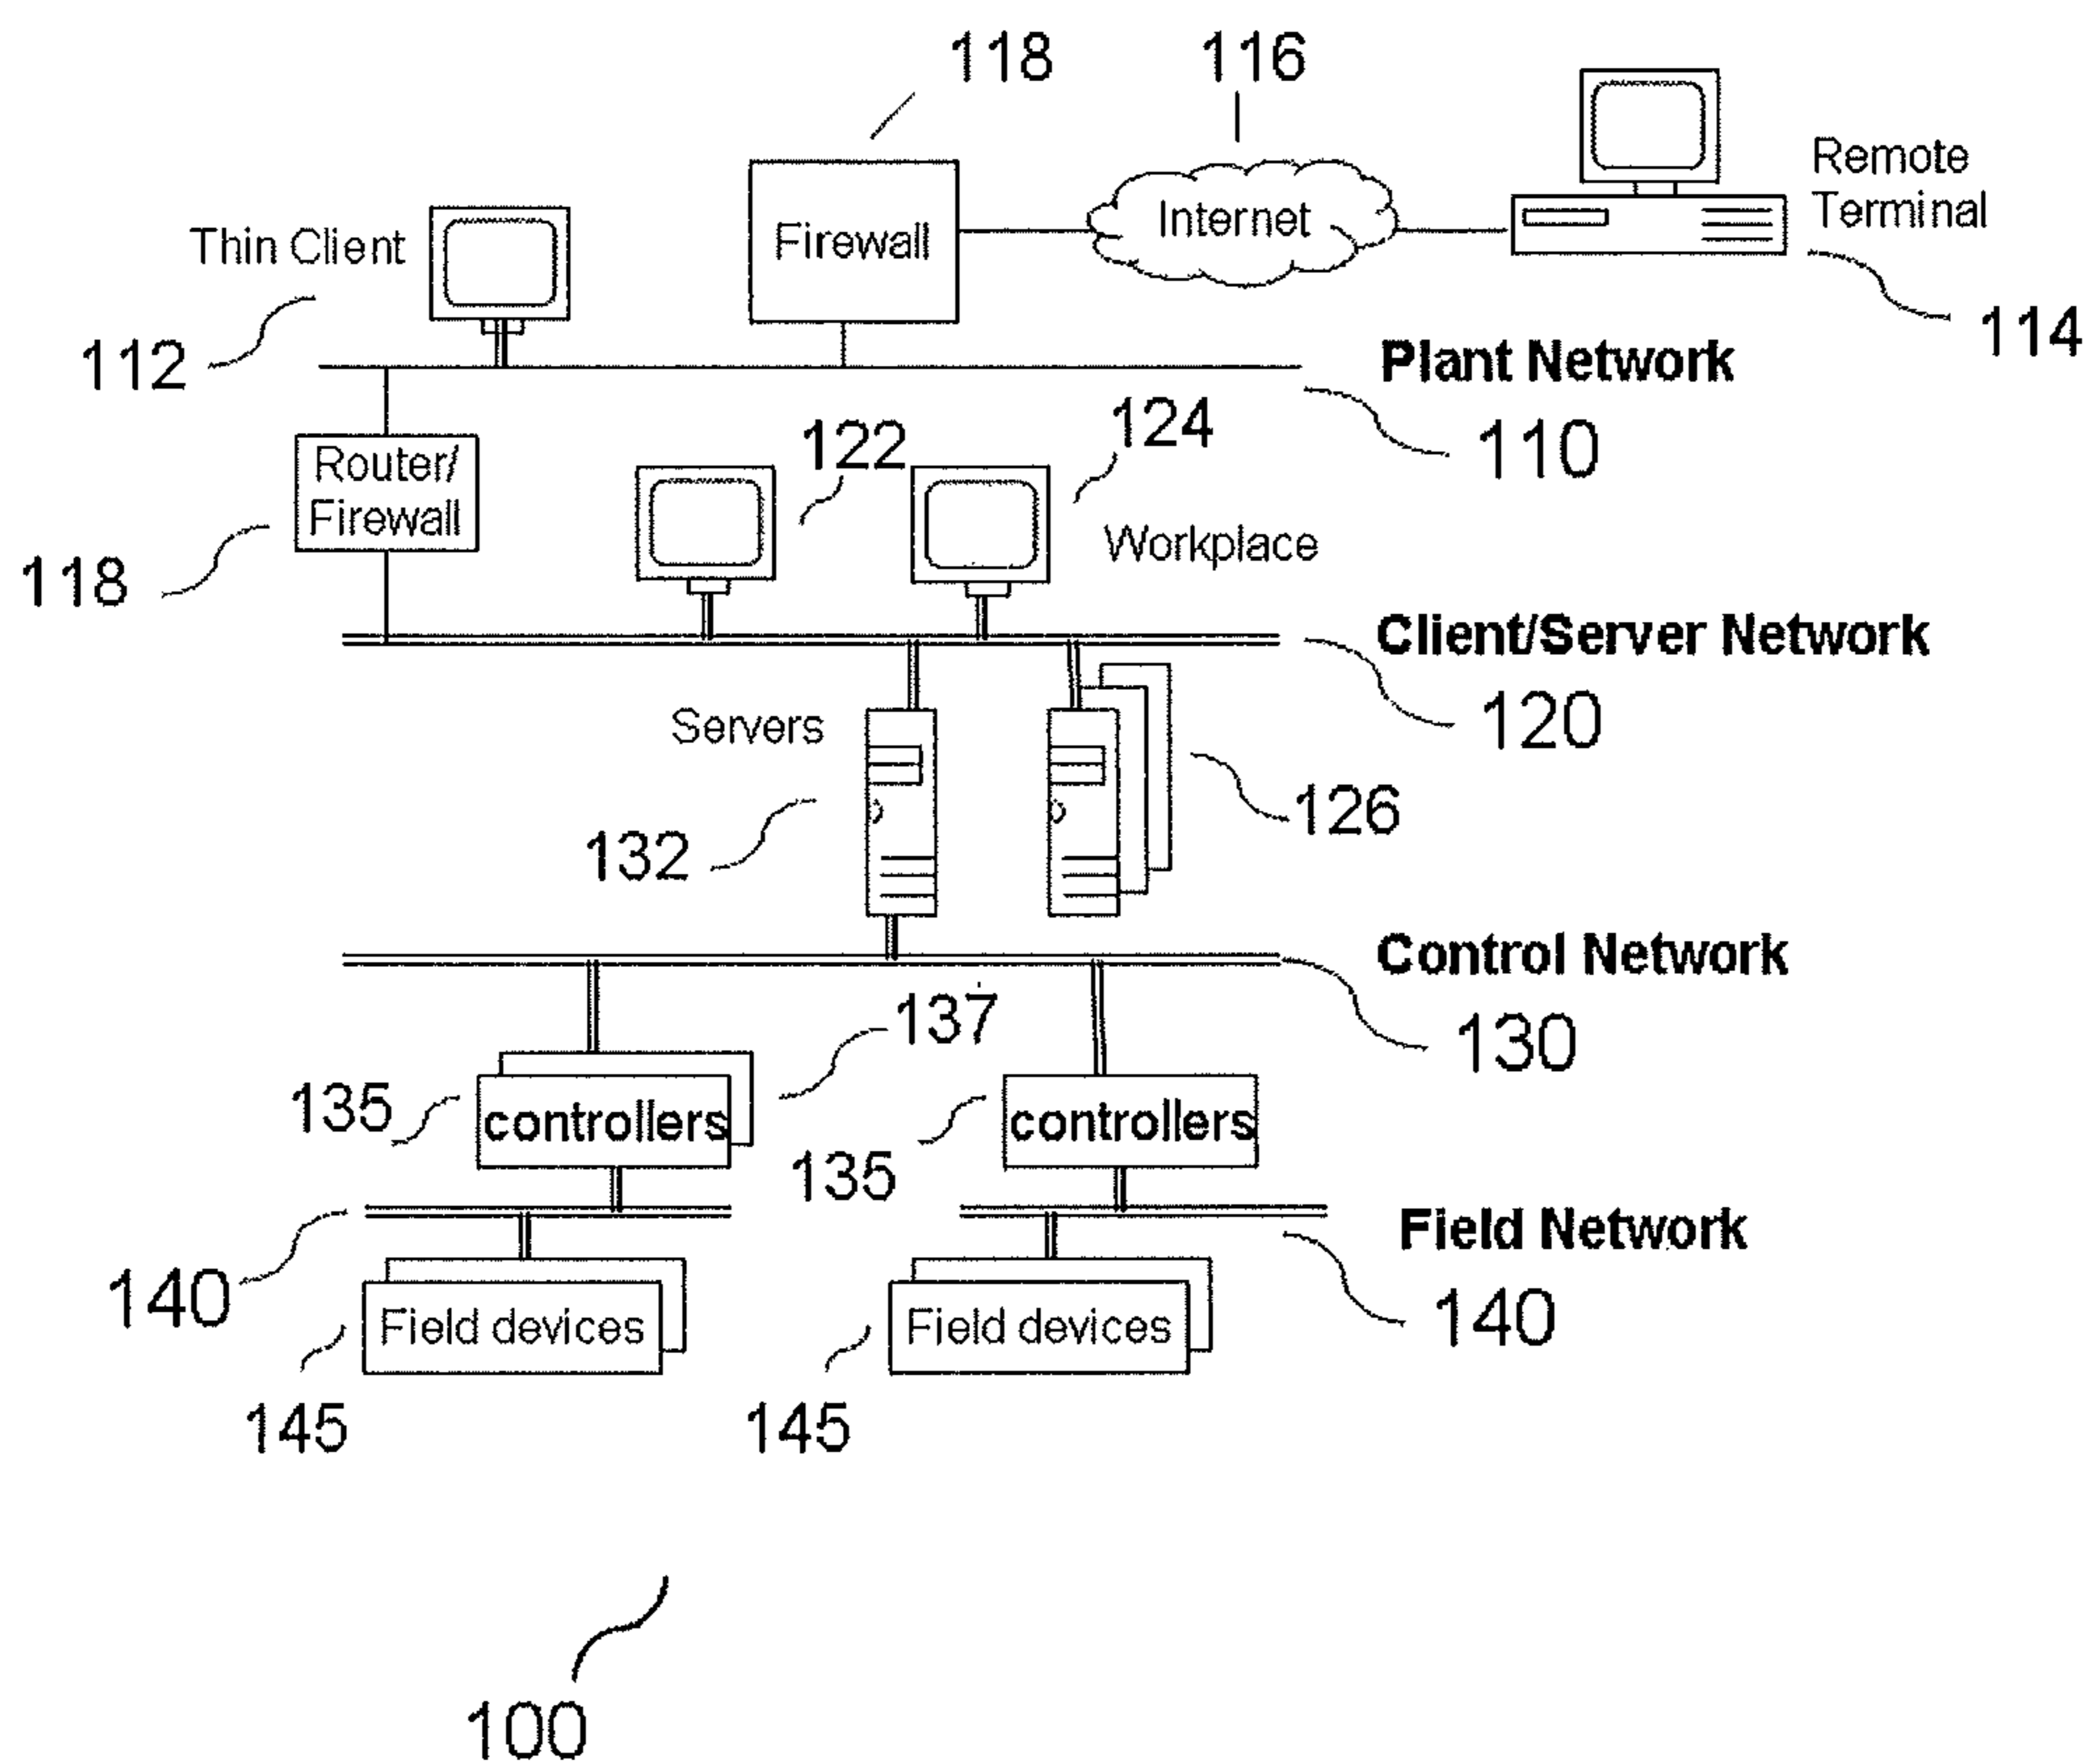 118
116
Remote
Terminal
Thin Client
Firewall
Internet
112
114
Plant Network
110
122
124
Router/
Firewall
Workplace
118
Client/Server Network
120
Servers
126
132
Control Network
137
130
135
controllers
135
controllers
140
Field Network
140
Field devices
Field devices
145
145
100